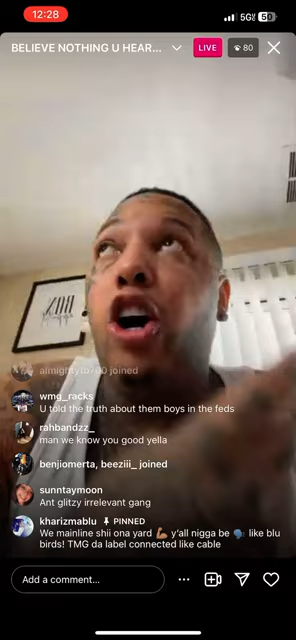 12:28
5G
50
BELIEVE NOTHING U HEAR...
LIVE
80
joined
wmg_racks
U told the truth about them boys in the feds
rahbandzz_
man we know you good yella
benjiomerta, beeziii_ joined
sunntaymoon
Ant glitzy irrelevant gang
kharizmablu PINNED
We mainline shii ona yard 💪🏽 y'all nigga be 🗣 like blu
birds! TMG da label connected like cable
Add a comment...